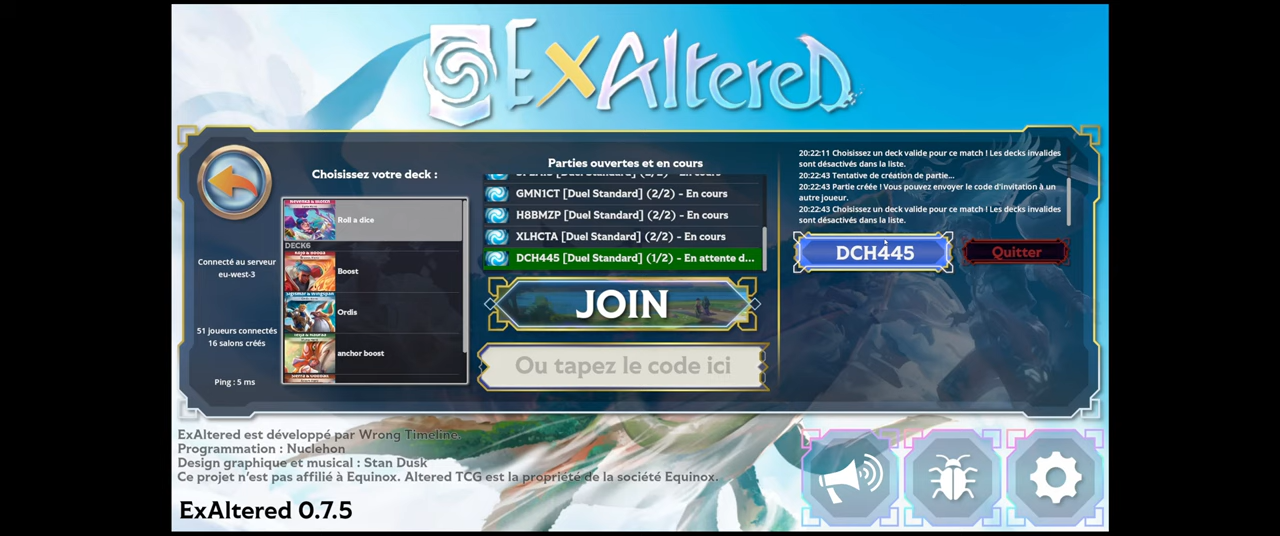 ExAltereD
Choisissez votre deck :
Roll a dice
DECK6
Boost
Ordis
anchor boost
Connecté au serveur
eu-west-3
51 joueurs connectés
16 salons créés
Ping : 5 ms
Parties ouvertes et en cours
GMN1CT [Duel Standard] (2/2) - En cours
H8BMZP [Duel Standard] (2/2) - En cours
XLHCTA [Duel Standard] (2/2) - En cours
DCH445 [Duel Standard] (1/2) - En attente d...
JOIN
Ou tapez le code ici
20:22:11 Choisissez un deck valide pour ce match ! Les decks invalides
sont désactivés dans la liste.
20:22:43 Tentative de création de partie...
20:22:43 Partie créée ! Vous pouvez envoyer le code d'invitation à un
autre joueur.
20:22:43 Choisissez un deck valide pour ce match ! Les decks invalides
sont désactivés dans la liste.
DCH445
Quitter
ExAltered est développé par Wrong Timeline.
Programmation : Nuclehon
Design graphique et musical : Stan Dusk
Ce projet n'est pas affilié à Equinox. Altered TCG est la propriété de la société Equinox.
ExAltered 0.7.5